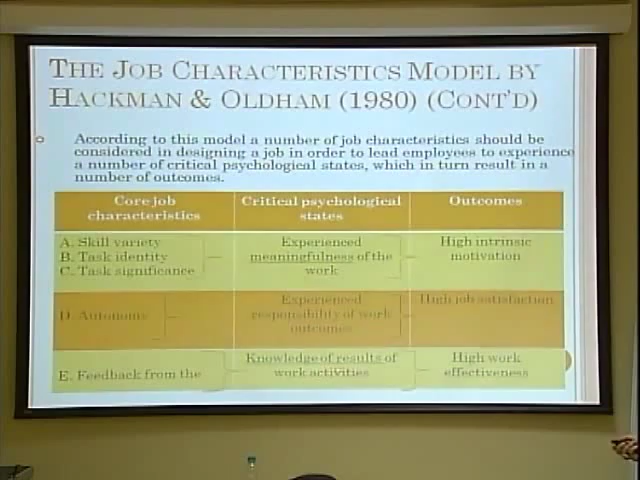 THE JOB CHARACTERISTICS MODEL BY
HACKMAN & OLDHAM (1980) (CONT'D)
According to this model a number of job characteristics should be
considered in designing a job in order to lead employees to experience
a number of critical psychological states, which in turn result in a
number of outcomes.
Core job
characteristics
Critical psychological
states
Outcomes
A. Skill variety
B. Task identity
C. Task significance
Experienced
meaningfulness of the
work
High intrinsic
motivation
D. Autonomy
Experienced
responsibility of work
outcomes
High job satisfaction
E. Feedback from the
Knowledge of results of
work activities
High work
effectiveness